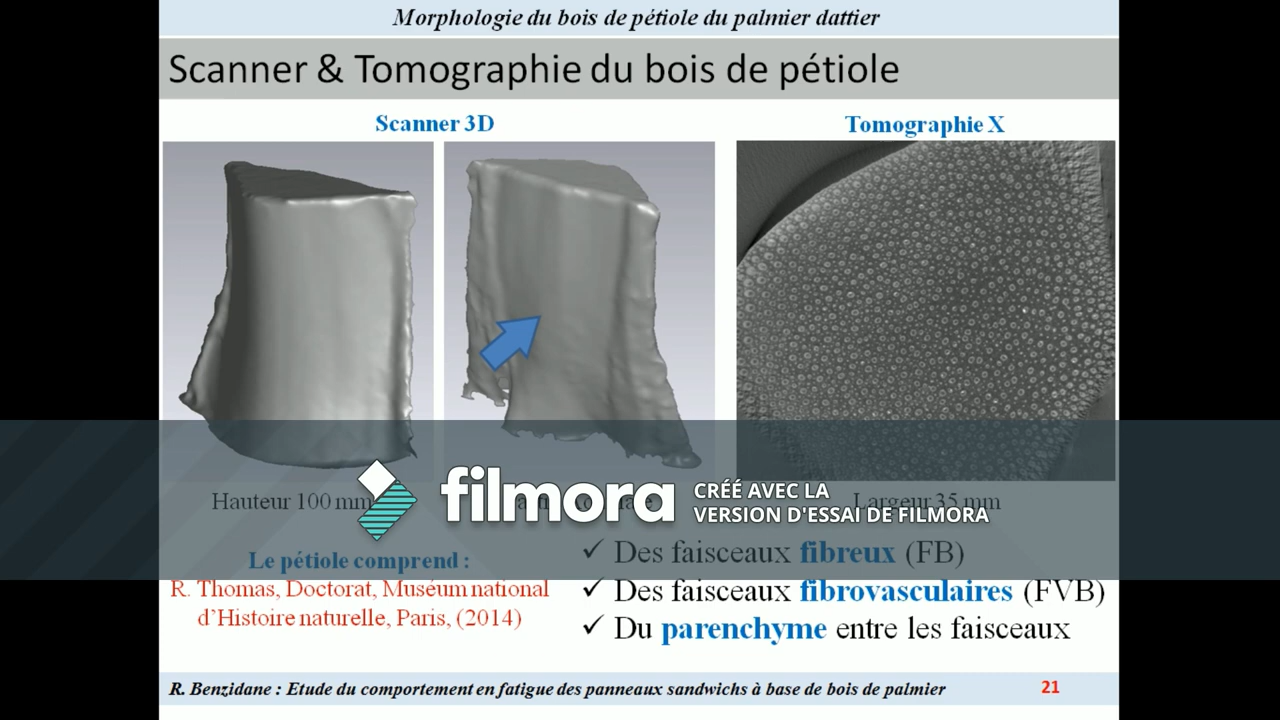 Morphologie du bois de pétiole du palmier dattier
Scanner & Tomographie du bois de pétiole
Scanner 3D
Tomographie X
Hauteur 100 mm
Largeur 35 mm
filmora
CRÉÉ AVEC LA
VERSION D'ESSAI DE FILMORA
Le pétiole comprend :
R. Thomas, Doctorat, Muséum national
d'Histoire naturelle, Paris, (2014)
✓ Des faisceaux fibreux (FB)
✓ Des faisceaux fibrovasculaires (FVB)
✓ Du parenchyme entre les faisceaux
R. Benzidane : Etude du comportement en fatigue des panneaux sandwichs à base de bois de palmier
21